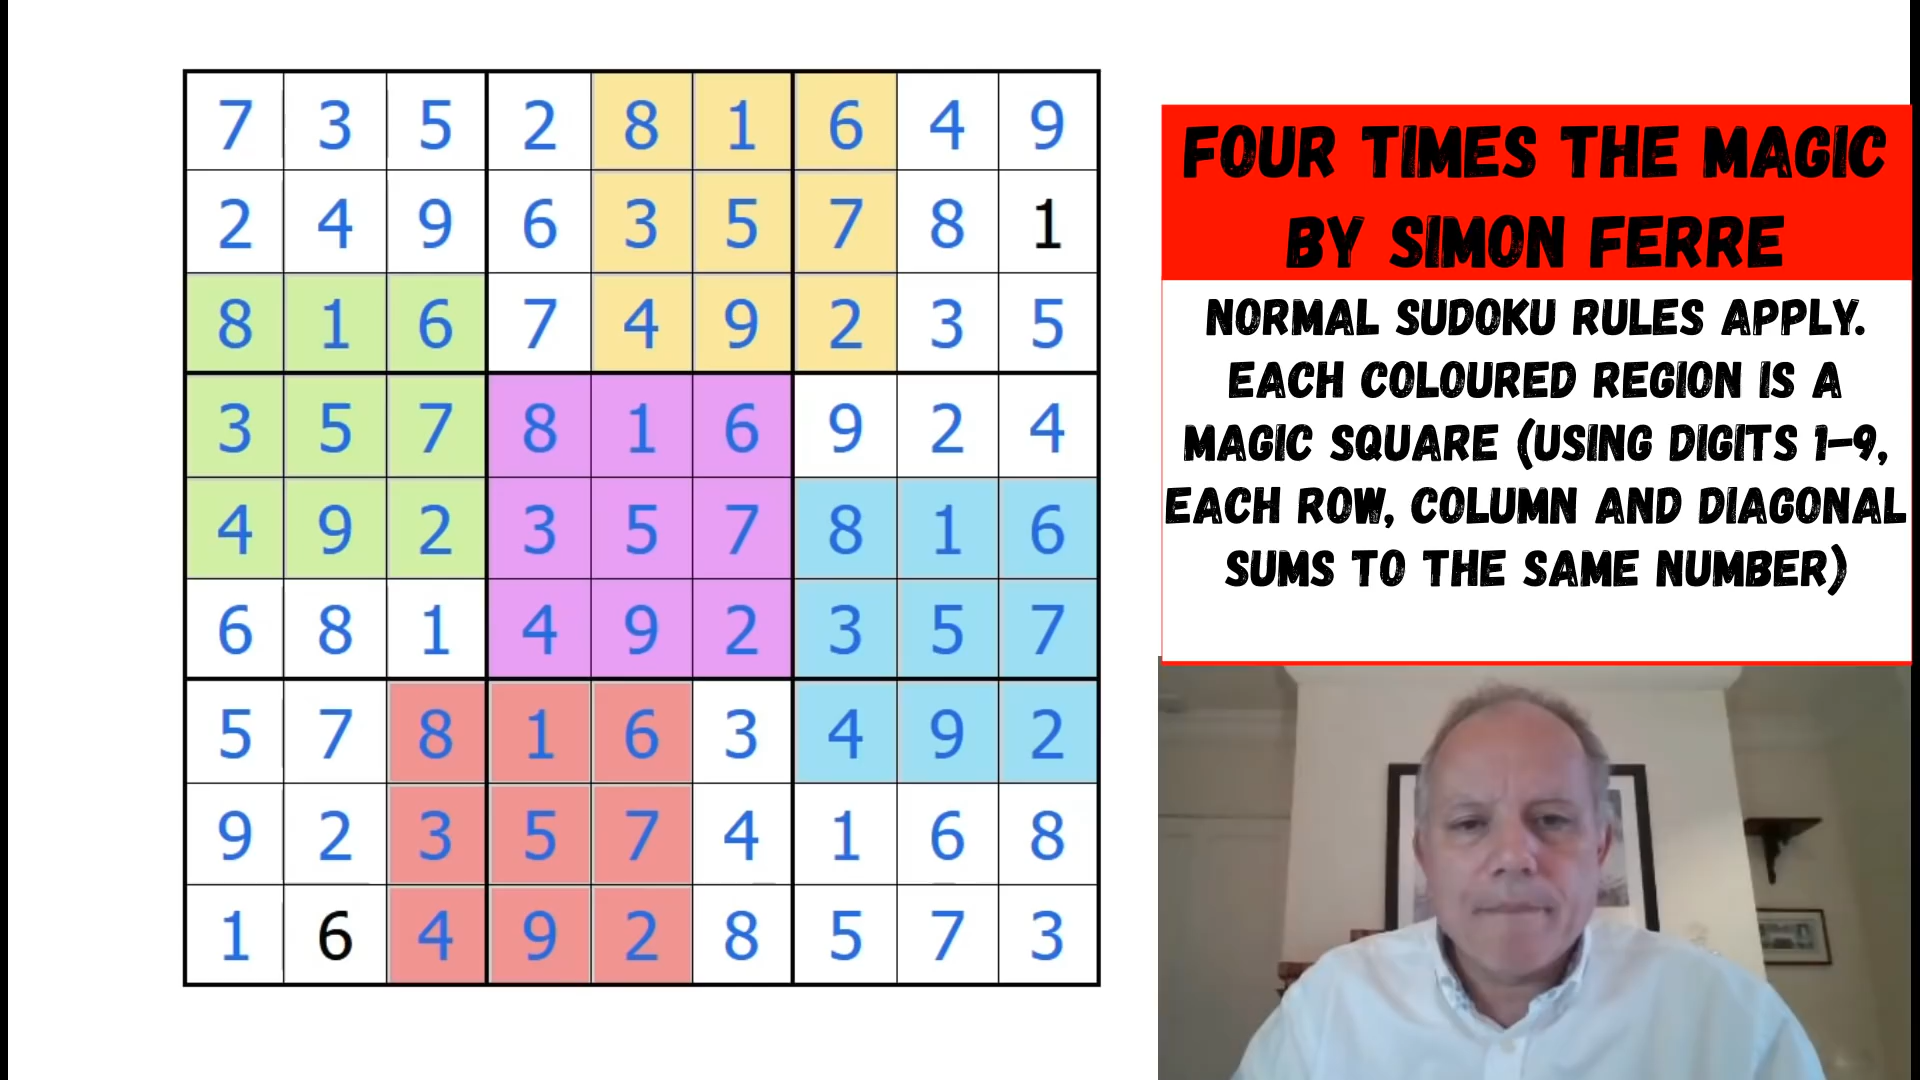 7 3 5 2 8 1 6 4 9
2 4 9 6 3 5 7 8 1
8 1 6 7 4 9 2 3 5
3 5 7 8 1 6 9 2 4
4 9 2 3 5 7 8 1 6
6 8 1 4 9 2 3 5 7
5 7 8 1 6 3 4 9 2
9 2 3 5 7 4 1 6 8
1 6 4 9 2 8 5 7 3
FOUR TIMES THE MAGIC
BY SIMON FERRE
NORMAL SUDOKU RULES APPLY.
EACH COLOURED REGION IS A
MAGIC SQUARE (USING DIGITS 1-9,
EACH ROW, COLUMN AND DIAGONAL
SUMS TO THE SAME NUMBER)